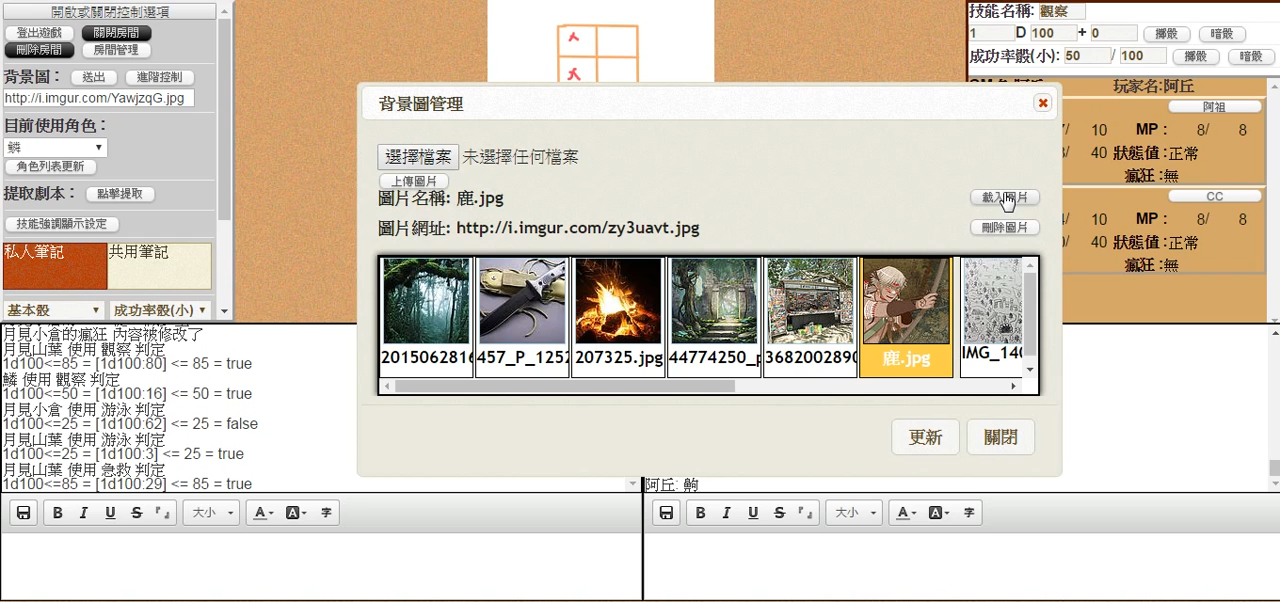 開啟或關閉控制選項
登出遊戲 關閉房間
刪除房間 房間管理
背景圖： 送出 進階控制
http://i.imgur.com/YawjzqG.jpg
目前使用角色：
鱗
角色列表更新
提取劇本： 點擊提取
技能強調顯示設定
私人筆記 共用筆記
基本骰 成功率骰(小)
技能名稱: 觀察
1 D 100 + 0 擲骰 暗骰
成功率骰(小): 50 / 100 擲骰 暗骰
玩家名:阿丘
阿祖
/ 10 MP： 8/ 8
/ 40 狀態值：正常
瘋狂：無
CC
/ 10 MP： 8/ 8
/ 40 狀態值：正常
瘋狂：無
背景圖管理
選擇檔案 未選擇任何檔案
上傳圖片
圖片名稱: 鹿.jpg 載入圖片
圖片網址: http://i.imgur.com/zy3uavt.jpg 刪除圖片
2015062816 457_P_1252 207325.jpg 44774250_p 3682002890 鹿.jpg IMG_140
更新 關閉
月見小倉的瘋狂 內容被修改了
月見山葉 使用 觀察 判定
1d100<=85 = [1d100:80] <= 85 = true
鱗 使用 觀察 判定
1d100<=50 = [1d100:16] <= 50 = true
月見小倉 使用 游泳 判定
1d100<=25 = [1d100:62] <= 25 = false
月見山葉 使用 游泳 判定
1d100<=25 = [1d100:3] <= 25 = true
月見山葉 使用 急救 判定
1d100<=85 = [1d100:29] <= 85 = true
阿丘: 齁
B I U S 『』 大小 A A 字
B I U S 『』 大小 A A 字